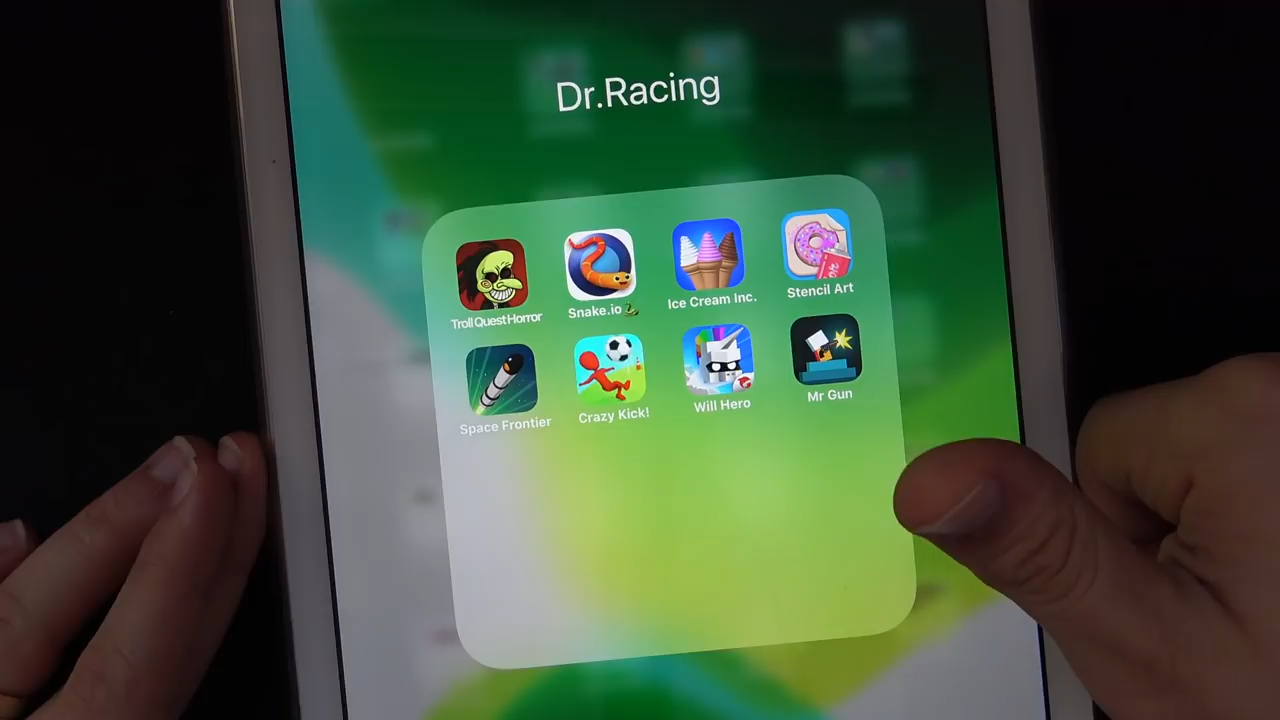 Dr.Racing
Troll Quest Horror
Snake.io🐍
Ice Cream Inc.
Stencil Art
Space Frontier
Crazy Kick!
Will Hero
Mr Gun